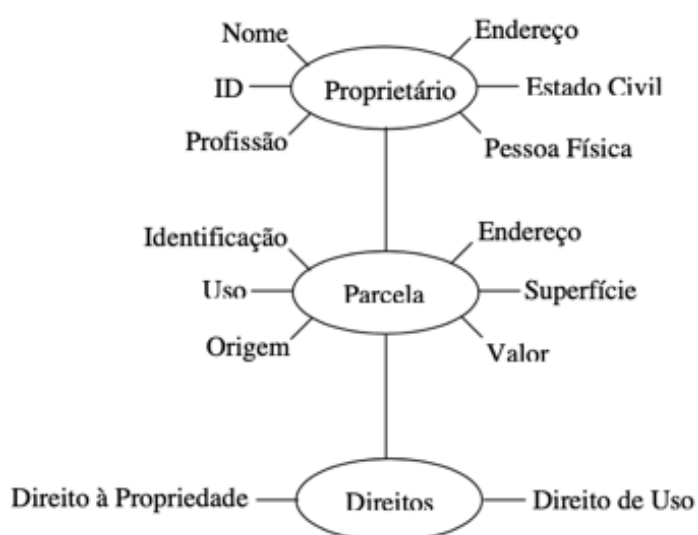 Nome
Endereço
ID
Proprietário
Estado Civil
Profissão
Pessoa Física
Identificação
Endereço
Uso
Parcela
Superfície
Origem
Valor
Direito à Propriedade
Direitos
Direito de Uso